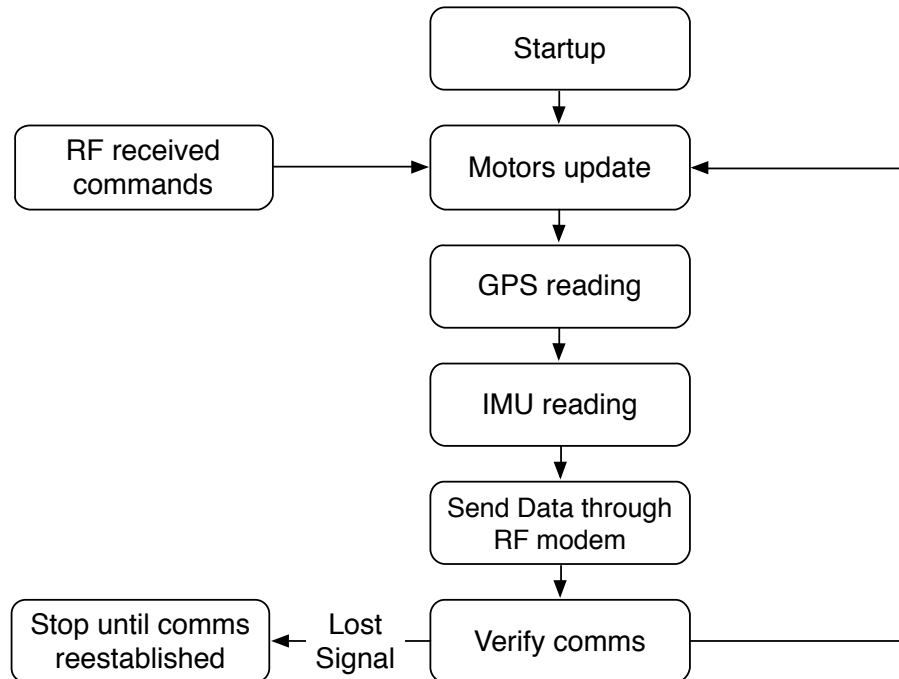 Startup
RF received
commands
Motors update
GPS reading
IMU reading
Send Data through
RF modem
Stop until comms
reestablished
Lost
Signal
Verify comms